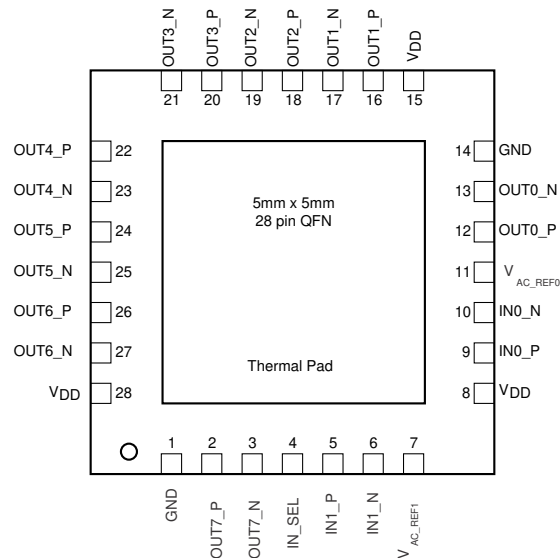 OUT3_N
OUT3_P
OUT2_N
OUT2_P
OUT1_N
OUT1_P
VDD
21 20 19 18 17 16 15
OUT4_P 22
OUT4_N 23
OUT5_P 24
OUT5_N 25
OUT6_P 26
OUT6_N 27
VDD 28
5mm x 5mm
28 pin QFN
Thermal Pad
14 GND
13 OUT0_N
12 OUT0_P
11 VAC_REF0
10 IN0_N
9 IN0_P
8 VDD
1 2 3 4 5 6 7
GND
OUT7_P
OUT7_N
IN_SEL
IN1_P
IN1_N
VAC_REF1